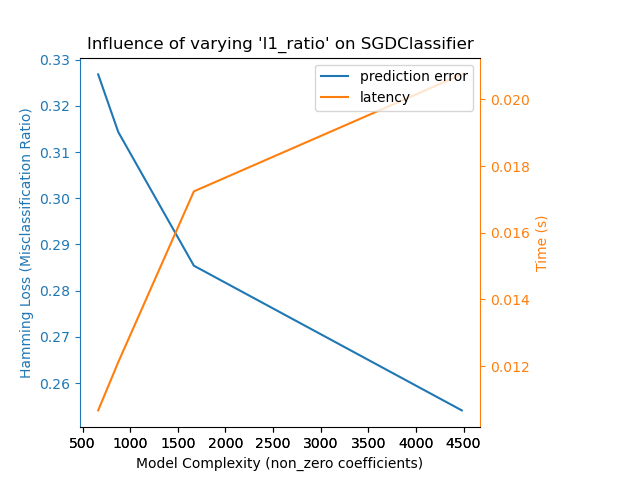 Influence of varying 'l1_ratio' on SGDClassifier
prediction error
latency
Hamming Loss (Misclassification Ratio)
0.33
0.32
0.31
0.30
0.29
0.28
0.27
0.26
0.020
0.018
0.016
0.014
0.012
Time (s)
500 1000 1500 2000 2500 3000 3500 4000 4500
Model Complexity (non_zero coefficients)